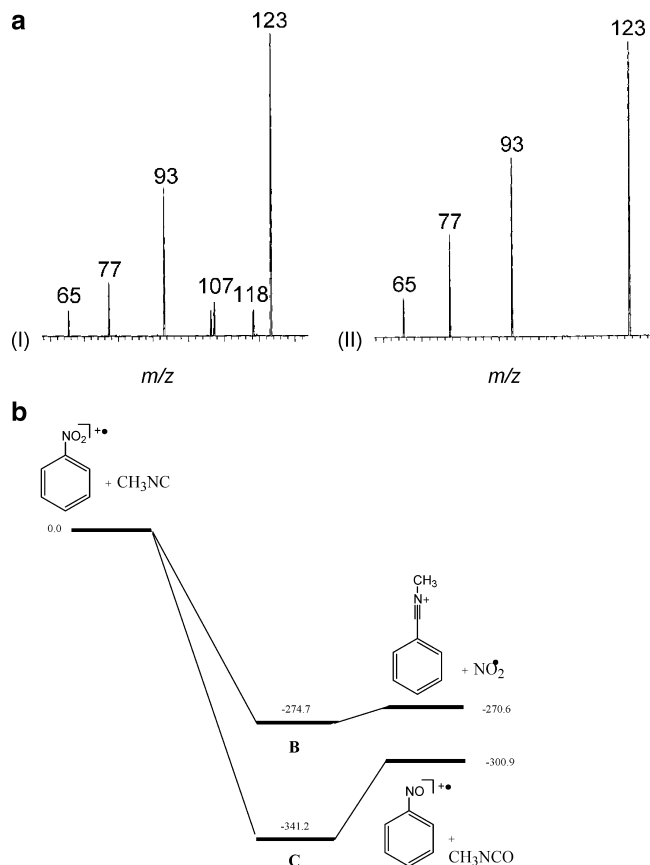 a
123
93
107
118
77
65
(I)
m/z
123
93
77
65
(II)
m/z
b
NO2 ]+•
+ CH3NC
0.0
CH3
N+
C
+ NO2•
-274.7
-270.6
B
-300.9
-341.2
NO ]+•
+
CH3NCO
C